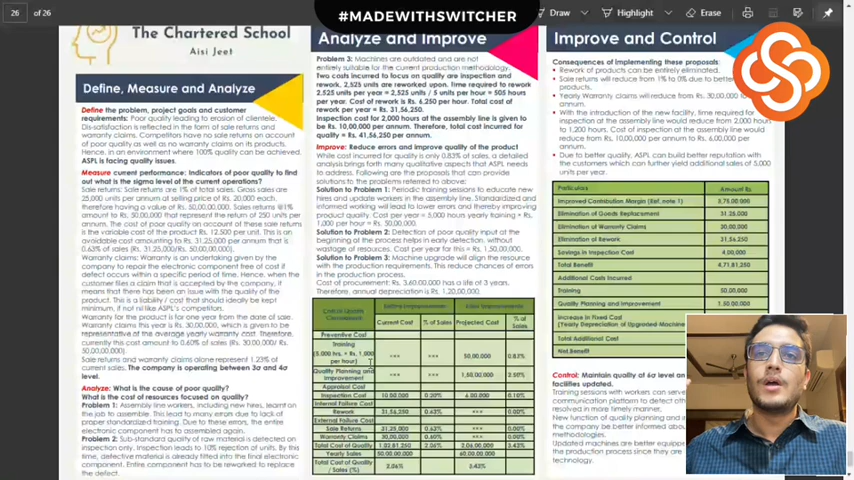 26 of 26
#MADEWITHSWITCHER
Draw
Highlight
Erase
The Chartered School
Aisi Jeet
Define, Measure and Analyze
Define the problem, project goals and customer
requirements: Poor quality leading to erosion of clientele.
Dis-satisfaction is reflected in the form of sale returns and
warranty claims. Competitors have no sale returns on account
of poor quality as well as no warranty claims on its products.
Hence, in an environment where 100% quality can be achieved,
ASPL is facing quality issues.
Measure current performance: Indicators of poor quality to find
out what is the sigma level of the current operations?
Sale returns: Sale returns are 1% of total sales. Gross sales are
25,000 units per annum at selling price of Rs. 20,000 each,
therefore having a value of Rs. 50,00,00,000. Sales returns @1%
amount to Rs. 50,00,000 that represent the return of 250 units per
annum. The cost of poor quality on account of these sale returns
is the variable cost of the product Rs. 12,500 per unit. This is an
avoidable cost amounting to Rs. 31,25,000 per annum that is
0.63% of sales (Rs. 31,25,000/Rs. 50,00,00,000).
Warranty claims: Warranty is an undertaking given by the
company to repair the electronic component free of cost if
defect occurs within a specific period of time. Hence, when the
customer files a claim that is accepted by the company, it
means that there has been an issue with the quality of the
product. This is a liability/ cost that should ideally be kept
minimum, if not nil like ASPL's competitors.
Warranty for the product is for one year from the date of sale.
Warranty claims this year is Rs. 30,00,000, which is given to be
representative of the average yearly warranty cost. Therefore,
currently this cost amounts to 0.60% of sales (Rs. 30,00,000/ Rs.
50,00,00,000).
Sale returns and warranty claims alone represent 1.23% of
current sales. The company is operating between 3σ and 4σ
level.
Analyze: What is the cause of poor quality?
What is the cost of resources focused on quality?
Problem 1: Assembly line workers, including new hires, learnt on
the job to assemble. This lead to many errors due to lack of
proper standardized training. Due to these errors, the entire
electronic component has to be assembled again.
Problem 2: Sub-standard quality of raw material is detected on
inspection only. Inspection leads to 10% rejection of units. By this
time, defective material is already fitted into the final electronic
component. Entire component has to be reworked to replace
the defect.
Analyze and Improve
Problem 3: Machines are outdated and are not
entirely suitable for the current production methodology.
Two costs incurred to focus on quality are inspection and
rework. 2,525 units are reworked upon. Time required to rework
2,525 units per year = 2,525 units / 5 units per hour = 505 hours
per year. Cost of rework is Rs. 6,250 per hour. Total cost of
rework per year = Rs. 31,56,250.
Inspection cost for 2,000 hours at the assembly line is given to
be Rs. 10,00,000 per annum. Therefore, total cost incurred for
quality = Rs. 41,56,250 per annum.
Improve: Reduce errors and improve quality of the product
While cost incurred for quality is only 0.83% of sales, a detailed
analysis brings forth many qualitative aspects that ASPL needs
to address. Following are the proposals that can provide
solutions to the problems referred to above:
Solution to Problem 1: Periodic training sessions to educate new
hires and update workers in the assembly line. Standardized and
informed working will lead to lower errors and thereby improving
product quality. Cost per year = 5,000 hours yearly training × Rs.
1,000 per hour = Rs. 50,00,000.
Solution to Problem 2: Detection of poor quality input at the
beginning of the process helps in early detection, without
wastage of resources. Cost per year for this = Rs. 1,50,00,000.
Solution to Problem 3: Machine upgrade will align the resource
with the production requirements. This reduce chances of errors
in the production process.
Cost of procurement: Rs. 3,60,00,000 has a life of 3 years.
Therefore, annual depreciation is Rs. 1,20,00,000.
Before Improvement
After Improvements
Current Cost
% of Sales
Projected Cost
% of
Sales
Preventive Cost
Training
(5,000 hrs. × Rs. 1,000
per hour)
50,00,000
0.83%
Quality Planning and
Improvement
1,50,00,000
2.50%
Appraisal Cost
Inspection Cost 10,00,000 0.20% 6,00,000 0.10%
Internal Failure Cost
Rework 31,56,250 0.63% 0.00%
External Failure Cost
Sale Returns 0.63% 0.00%
Warranty Claims 30,00,000 0.60% 0.00%
Total Cost of Quality 1,02,81,250 2.06% 2,06,00,000 3.43%
Yearly Sales 50,00,00,000 60,00,00,000
Total Cost of Quality
/ Sales (%)
2.06%
3.43%
Improve and Control
Consequences of implementing these proposals:
• Rework of products can be entirely eliminated.
• Sale returns will reduce from 1% to 0% due to better
products.
• Yearly Warranty claims will reduce from Rs. 30,00,000
annum.
• With the introduction of the new facility, time required for
inspection at the assembly line would reduce from 2,000
to 1,200 hours. Cost of inspection at the assembly line would
reduce from Rs. 10,00,000 per annum to Rs. 6,00,000 per
annum.
• Due to better quality, ASPL can build better reputation with
the customers which can further yield additional sales of 5,000
units per year.
Particulars
Amount Rs
Improved Contribution Margin (Ref. note 1) 3,75,00,000
Elimination of Goods Replacement 31,25,000
Elimination of Warranty Claims 30,00,000
Elimination of Rework 31,56,250
Savings in Inspection Cost 4,00,000
Total Benefit 4,71,81,250
Additional Costs Incurred
Training 50,00,000
Quality Planning and Improvement 1,50,00,000
Increase in Fixed Cost
(Yearly Depreciation of Upgraded Machine
Total Additional Cost
Net Benefit
Control: Maintain quality at 6σ level an
facilities updated.
Training sessions with workers can serve
communication platform to detect
resolved in more timely manner.
New function of quality planning and
the company be better informed abou
methodologies.
Updated machines are better equippe
the production process since they are
technology.